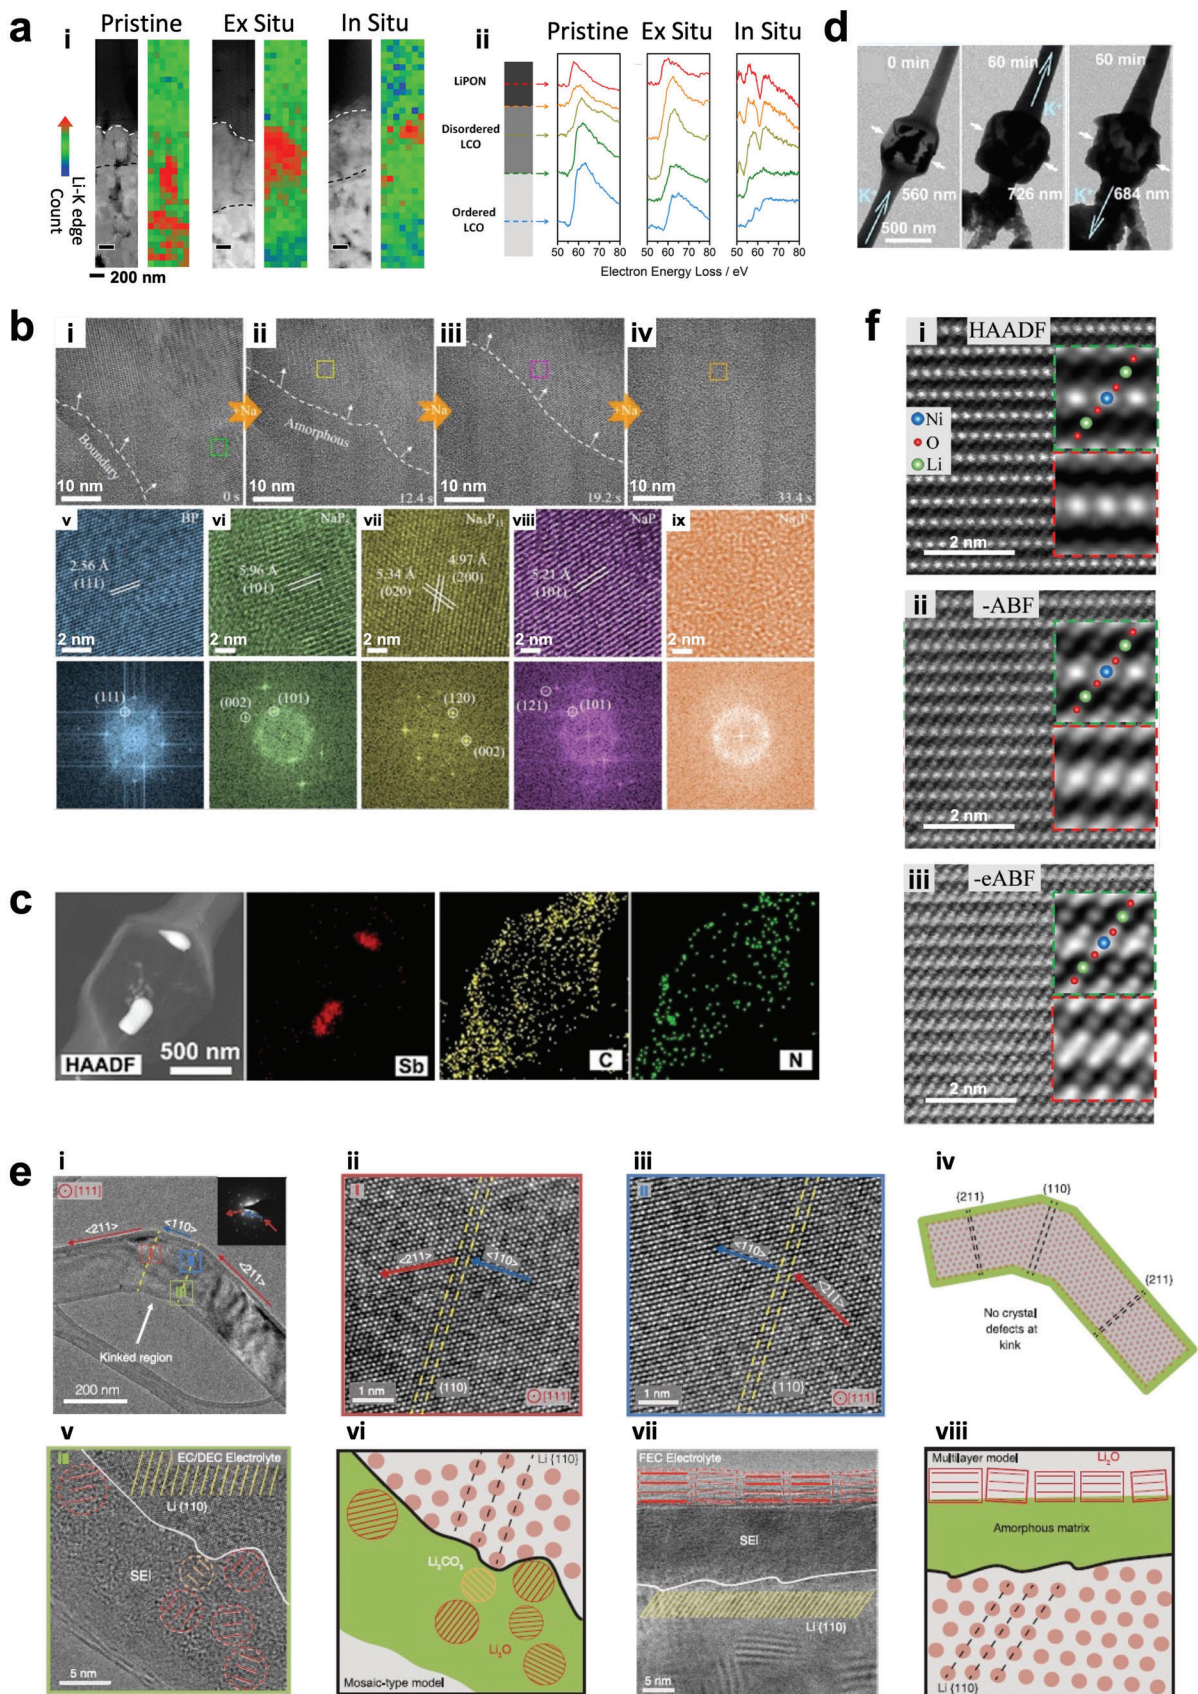 a
Pristine
Ex Situ
In Situ
i
Li-K edge
Count
200 nm
ii
Pristine
Ex Situ
In Situ
LiPON
Disordered
LCO
Ordered
LCO
50 60 70 80
50 60 70 80
50 60 70 80
Electron Energy Loss / eV
d
0 min
60 min
60 min
K+
K+
K+
560 nm
726 nm
684 nm
500 nm
b
i
ii
iii
iv
+Na
+Na
+Na
Boundary
Amorphous
10 nm
0 s
10 nm
12.4 s
10 nm
19.2 s
10 nm
33.4 s
v
BP
vi
vii
viii
NaP
ix
Na3P
2.56 Å
(111)
5.96 Å
(101)
5.34 Å
(020)
4.97 Å
(200)
5.21 Å
(101)
2 nm
2 nm
2 nm
2 nm
2 nm
(111)
(002)
(101)
(120)
(002)
(121)
(101)
c
HAADF
500 nm
Sb
C
N
f
i
HAADF
Ni
O
Li
2 nm
ii
-ABF
2 nm
iii
-eABF
2 nm
e
i
[111]
<211>
<110>
<211>
Kinked region
200 nm
ii
I
<211>
<110>
1 nm
{110}
[111]
iii
II
<110>
<211>
1 nm
{110}
[111]
iv
{211}
{110}
{211}
No crystal
defects at
kink
v
EC/DEC Electrolyte
Li {110}
SEI
5 nm
vi
Li {110}
Li2CO3
Li2O
Mosaic-type model
vii
FEC Electrolyte
SEI
Li {110}
5 nm
viii
Multilayer model
Li2O
Amorphous matrix
Li {110}